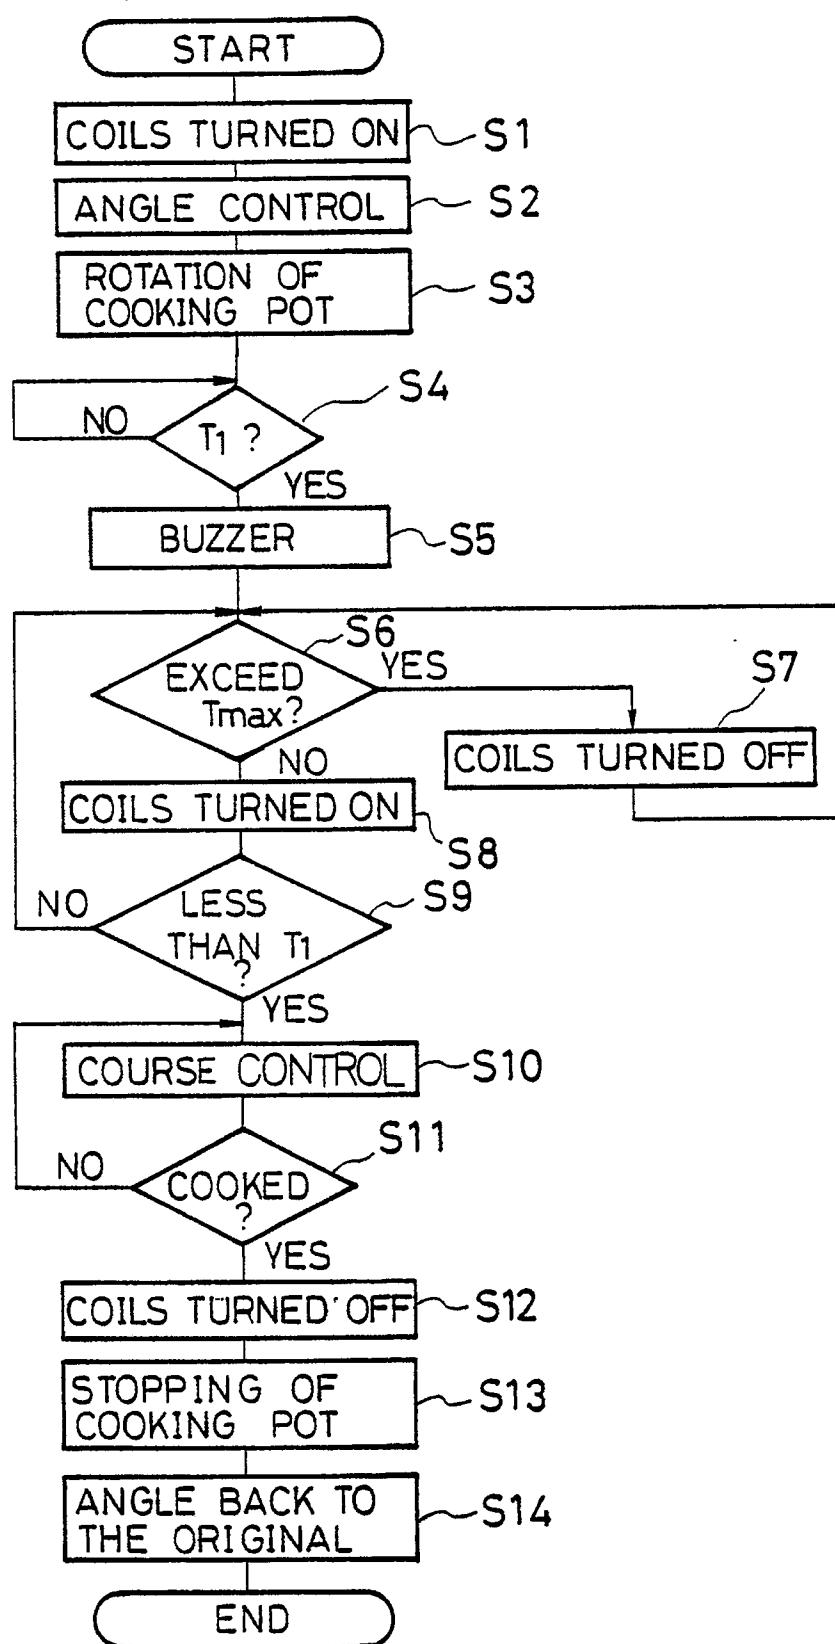 START
COILS TURNED ON
S1
ANGLE CONTROL
S2
ROTATION OF
COOKING POT
S3
S4
NO
T1 ?
YES
BUZZER
S5
S6
EXCEED
Tmax?
YES
S7
COILS TURNED OFF
NO
COILS TURNED ON
S8
S9
NO
LESS
THAN T1
?
YES
COURSE CONTROL
S10
S11
NO
COOKED
?
YES
COILS TURNED OFF
S12
STOPPING OF
COOKING POT
S13
ANGLE BACK TO
THE ORIGINAL
S14
END